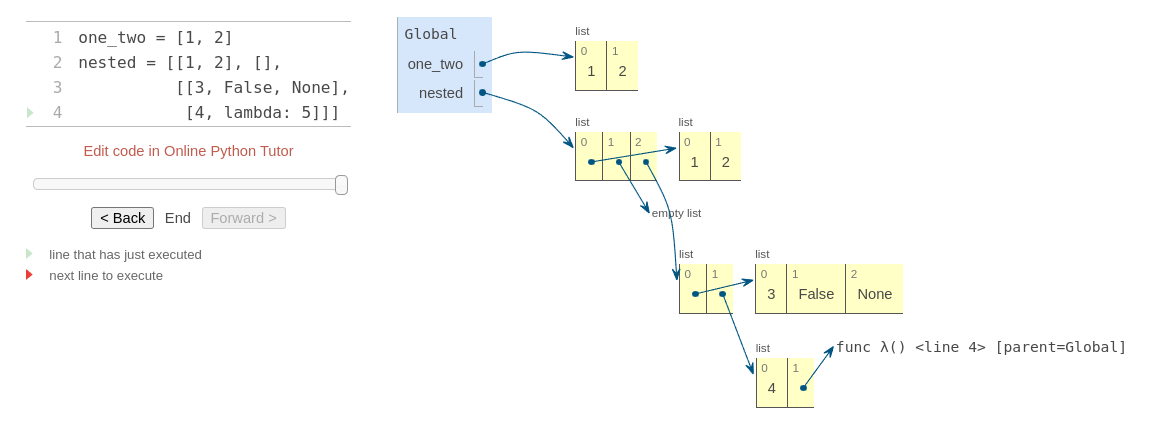 1 one_two = [1, 2]
2 nested = [[1, 2], [],
3 [[3, False, None],
4 [4, lambda: 5]]]
Edit code in Online Python Tutor
< Back End Forward >
line that has just executed
next line to execute
Global
one_two
nested
list
0 1
1 2
list
0 1 2
list
0 1
1 2
empty list
list
0 1
list
0 1 2
3 False None
list
0 1
4
func λ() <line 4> [parent=Global]